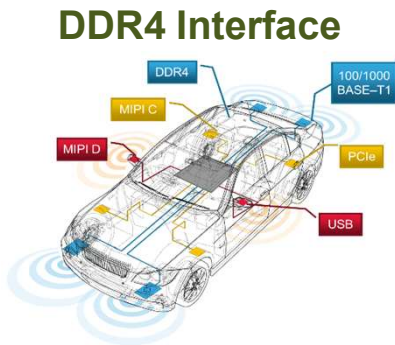 DDR4 Interface
DDR4
100/1000
BASE–T1
MIPI C
MIPI D
PCIe
USB